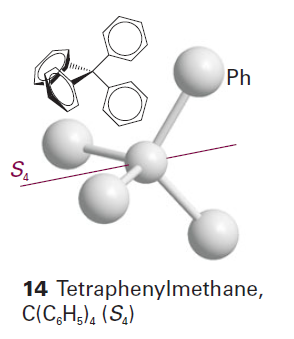 Ph
S₄
14 Tetraphenylmethane,
C(C₆H₅)₄ (S₄)